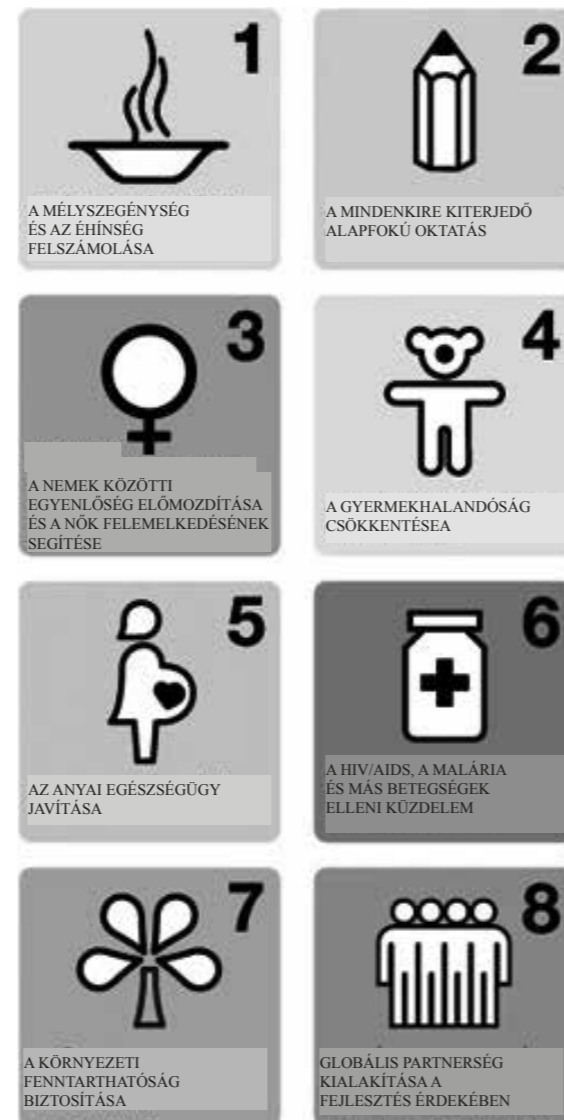 1
A MÉLYSZEGÉNYSÉG
ÉS AZ ÉHÍNSÉG
FELSZÁMOLÁSA
2
A MINDENKIRE KITERJEDŐ
ALAPFOKÚ OKTATÁS
3
A NEMEK KÖZÖTTI
EGYENLŐSÉG ELŐMOZDÍTÁSA
ÉS A NŐK FELEMELKEDÉSÉNEK
SEGÍTÉSE
4
A GYERMEKHALANDÓSÁG
CSÖKKENTÉSEA
5
AZ ANYAI EGÉSZSÉGÜGY
JAVÍTÁSA
6
A HIV/AIDS, A MALÁRIA
ÉS MÁS BETEGSÉGEK
ELLENI KÜZDELEM
7
A KÖRNYEZETI
FENNTARTHATÓSÁG
BIZTOSÍTÁSA
8
GLOBÁLIS PARTNERSÉG
KIALAKÍTÁSA A
FEJLESZTÉS ÉRDEKÉBEN